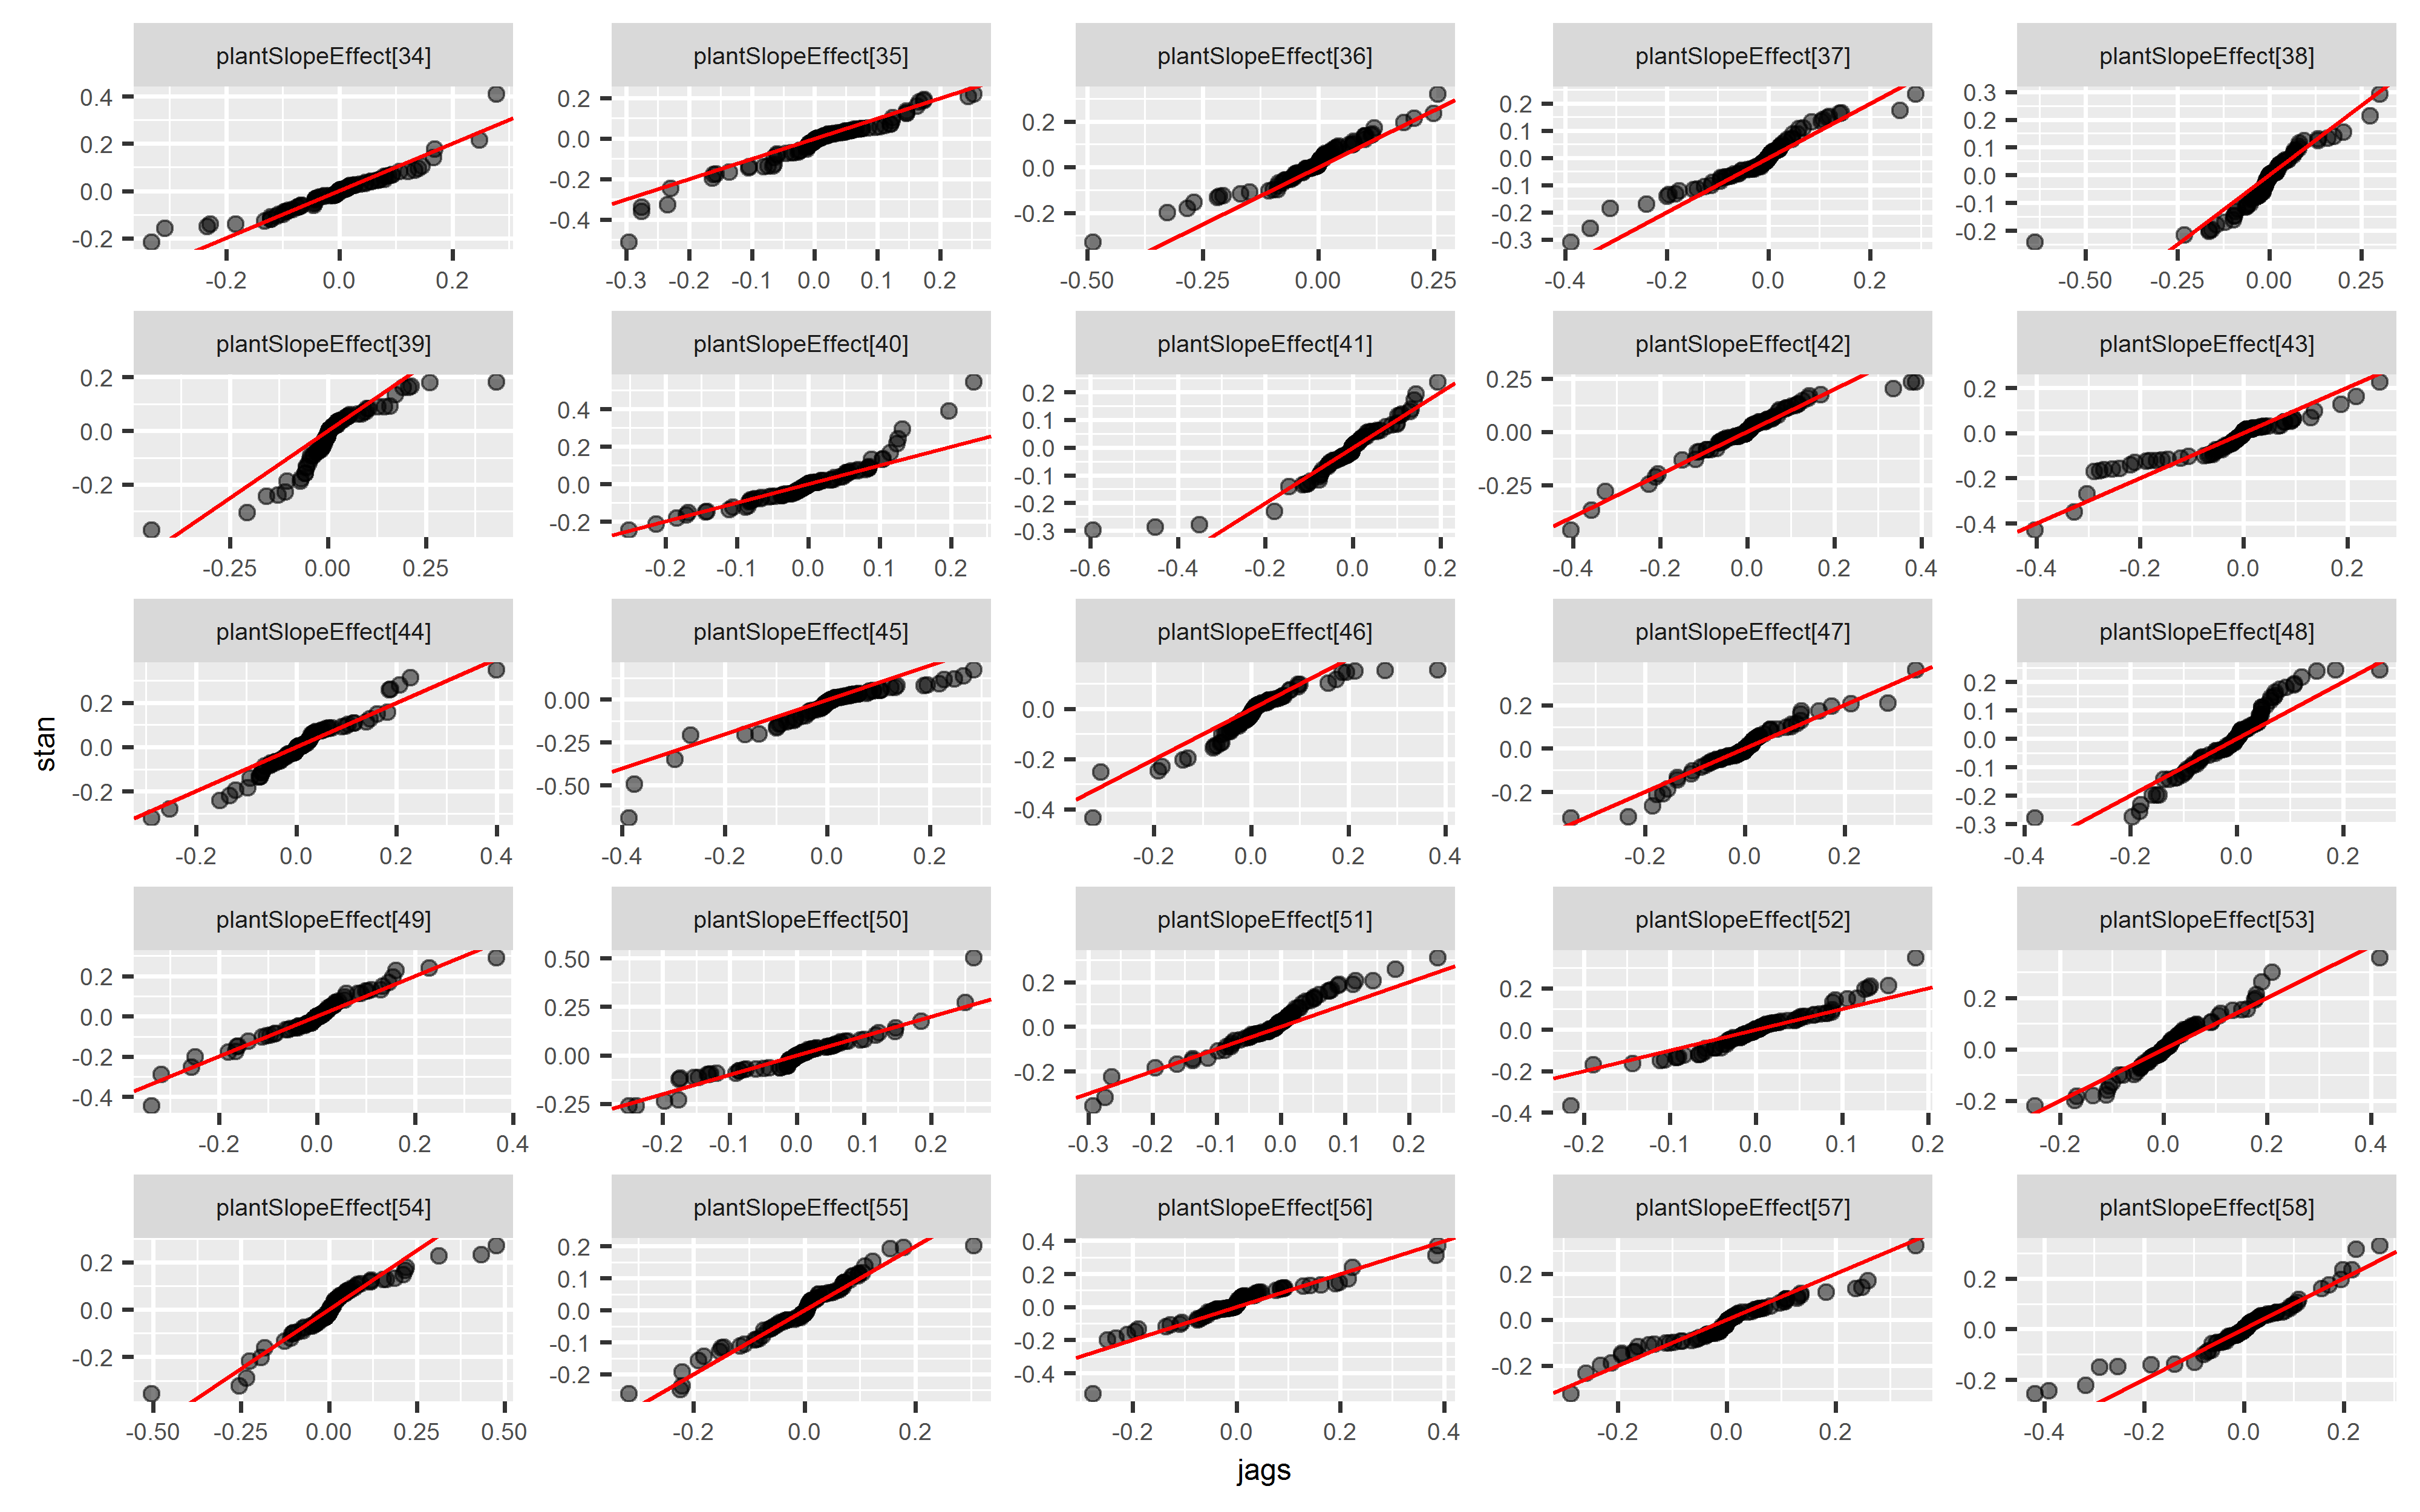 plantSlopeEffect[34] plantSlopeEffect[35] plantSlopeEffect[36] plantSlopeEffect[37] plantSlopeEffect[38]
0.4 0.2 0.0 -0.2
-0.2 0.0 0.2
0.2 0.0 -0.2 -0.4
-0.3 -0.2 -0.1 0.0 0.1 0.2
0.2 0.0 -0.2
-0.50 -0.25 0.00 0.25
0.2 0.1 0.0 -0.1 -0.2 -0.3
-0.4 -0.2 0.0 0.2
0.3 0.2 0.1 0.0 -0.1 -0.2
-0.50 -0.25 0.00 0.25
plantSlopeEffect[39] plantSlopeEffect[40] plantSlopeEffect[41] plantSlopeEffect[42] plantSlopeEffect[43]
0.2 0.0 -0.2
-0.25 0.00 0.25
0.4 0.2 0.0 -0.2
-0.2 -0.1 0.0 0.1 0.2
0.2 0.1 0.0 -0.1 -0.2 -0.3
-0.6 -0.4 -0.2 0.0 0.2
0.25 0.00 -0.25
-0.4 -0.2 0.0 0.2 0.4
0.2 0.0 -0.2 -0.4
-0.4 -0.2 0.0 0.2
stan
plantSlopeEffect[44] plantSlopeEffect[45] plantSlopeEffect[46] plantSlopeEffect[47] plantSlopeEffect[48]
0.2 0.0 -0.2
-0.2 0.0 0.2 0.4
0.00 -0.25 -0.50
-0.4 -0.2 0.0 0.2
0.0 -0.2 -0.4
-0.2 0.0 0.2 0.4
0.2 0.0 -0.2
-0.2 0.0 0.2
0.2 0.1 0.0 -0.1 -0.2 -0.3
-0.4 -0.2 0.0 0.2
plantSlopeEffect[49] plantSlopeEffect[50] plantSlopeEffect[51] plantSlopeEffect[52] plantSlopeEffect[53]
0.2 0.0 -0.2 -0.4
-0.2 0.0 0.2 0.4
0.50 0.25 0.00 -0.25
-0.2 -0.1 0.0 0.1 0.2
0.2 0.0 -0.2
-0.3 -0.2 -0.1 0.0 0.1 0.2
0.2 0.0 -0.2 -0.4
-0.2 -0.1 0.0 0.1 0.2
0.2 0.0 -0.2
-0.2 0.0 0.2 0.4
plantSlopeEffect[54] plantSlopeEffect[55] plantSlopeEffect[56] plantSlopeEffect[57] plantSlopeEffect[58]
0.2 0.0 -0.2
-0.50 -0.25 0.00 0.25 0.50
0.2 0.1 0.0 -0.1 -0.2
-0.2 0.0 0.2
0.4 0.2 0.0 -0.2 -0.4
-0.2 0.0 0.2 0.4
0.2 0.0 -0.2
-0.2 0.0 0.2
0.2 0.0 -0.2
-0.4 -0.2 0.0 0.2
jags